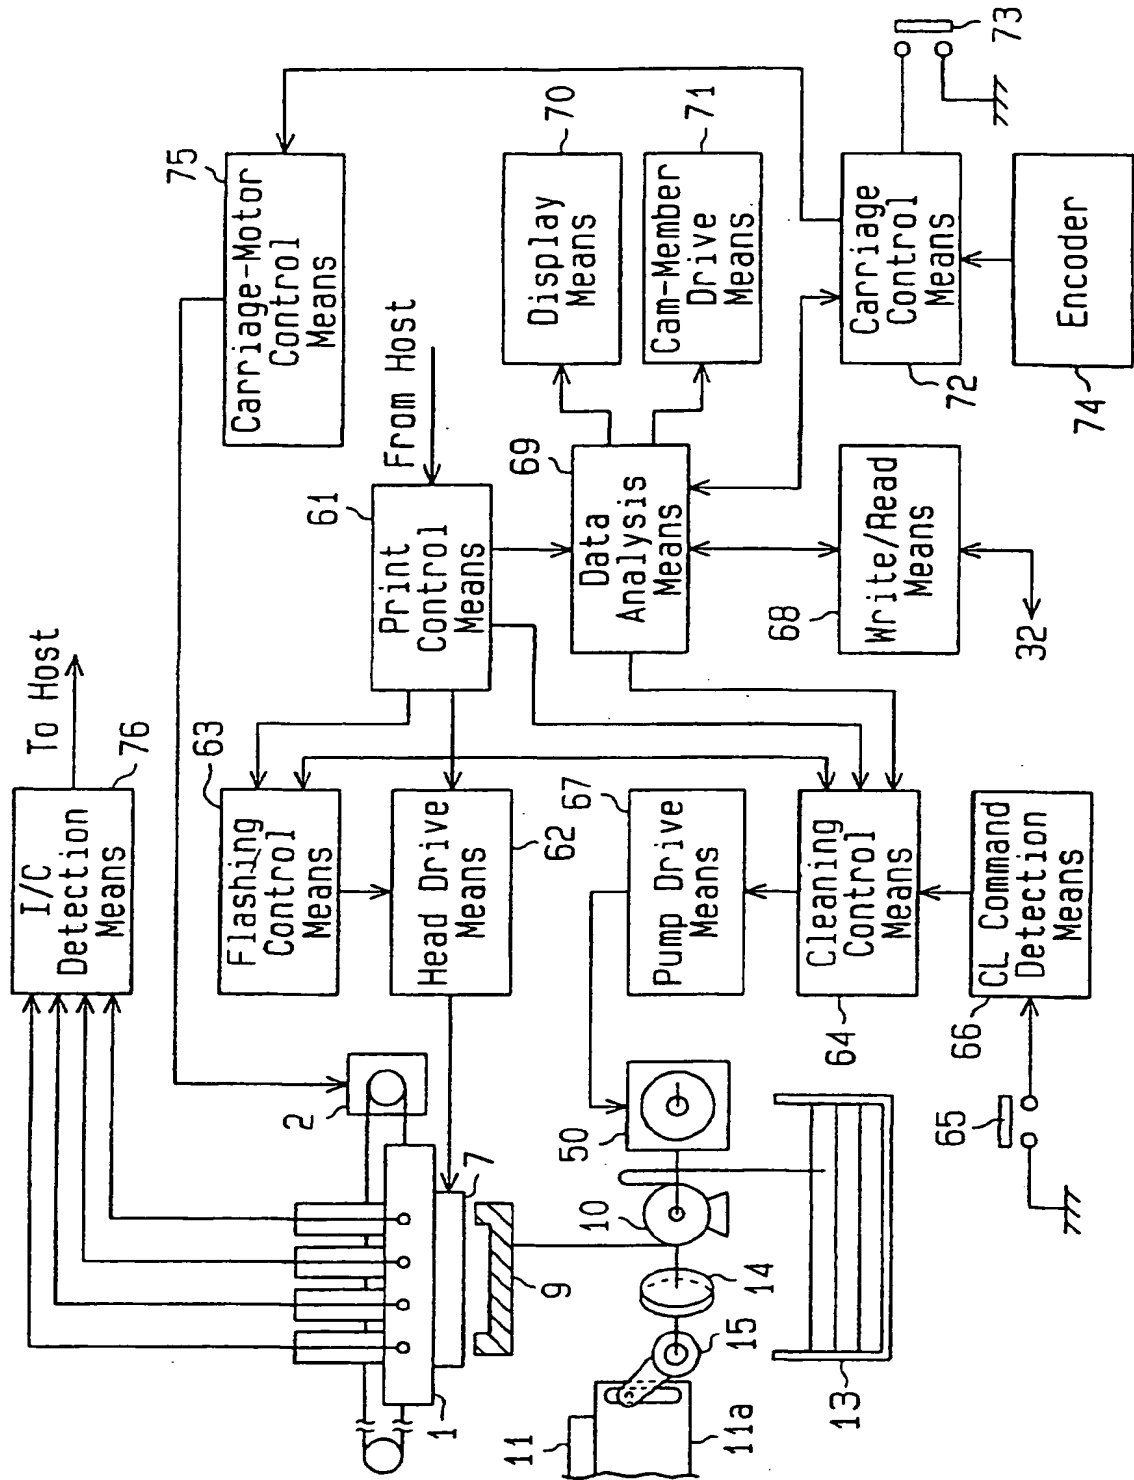 To Host
I/C
Detection
Means
76
75
Carriage-Motor
Control
Means
From Host
63
Flashing
Control
Means
61
Print
Control
Means
70
Display
Means
71
Cam-Member
Drive
Means
73
2
Head Drive
Means
62
69
Data
Analysis
Means
67
Pump Drive
Means
Cleaning
Control
Means
64
68
Write/Read
Means
32
Carriage
Control
Means
72
Encoder
74
CL Command
Detection
Means
66
65
1
7
9
50
10
14
15
11
11a
13